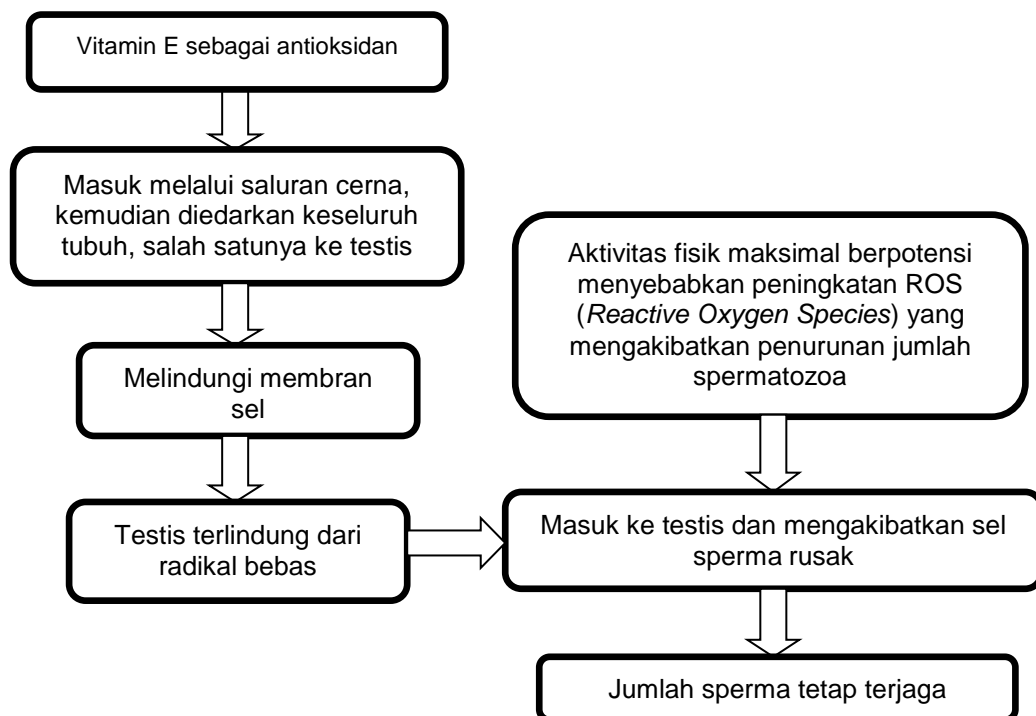 Vitamin E sebagai antioksidan
Masuk melalui saluran cerna,
kemudian diedarkan keseluruh
tubuh, salah satunya ke testis
Melindungi membran
sel
Testis terlindung dari
radikal bebas
Aktivitas fisik maksimal berpotensi
menyebabkan peningkatan ROS
(Reactive Oxygen Species) yang
mengakibatkan penurunan jumlah
spermatozoa
Masuk ke testis dan mengakibatkan sel
sperma rusak
Jumlah sperma tetap terjaga